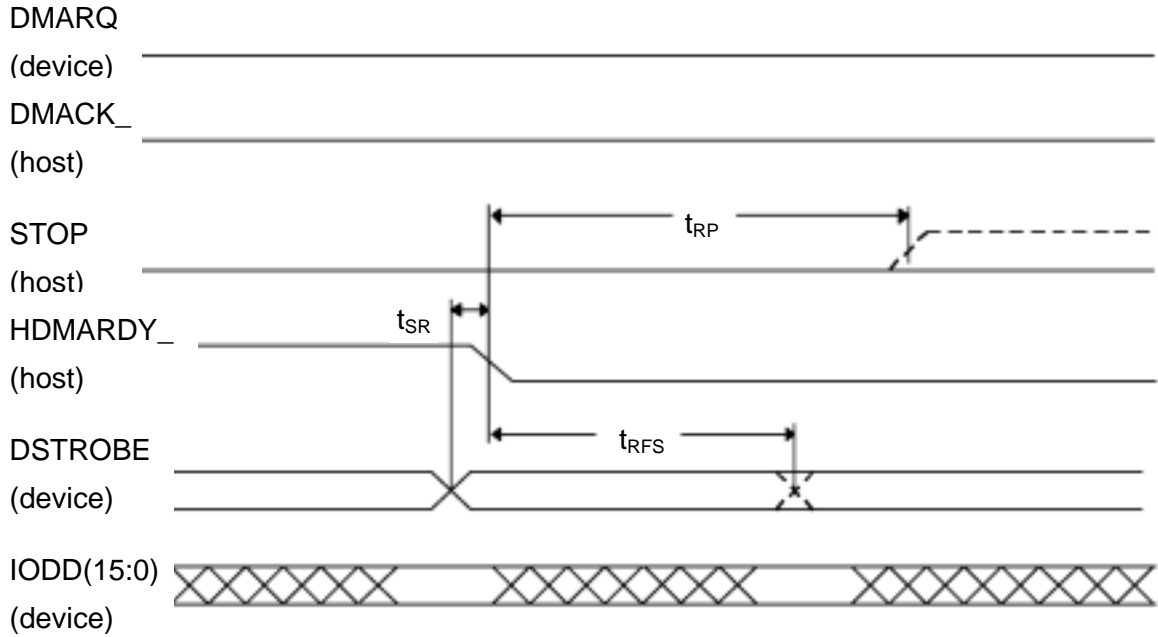 DMARQ
(device)
DMACK_
(host)
STOP
(host)
tRP
HDMARDY_
(host)
tSR
DSTROBE
(device)
tRFS
IODD(15:0)
(device)